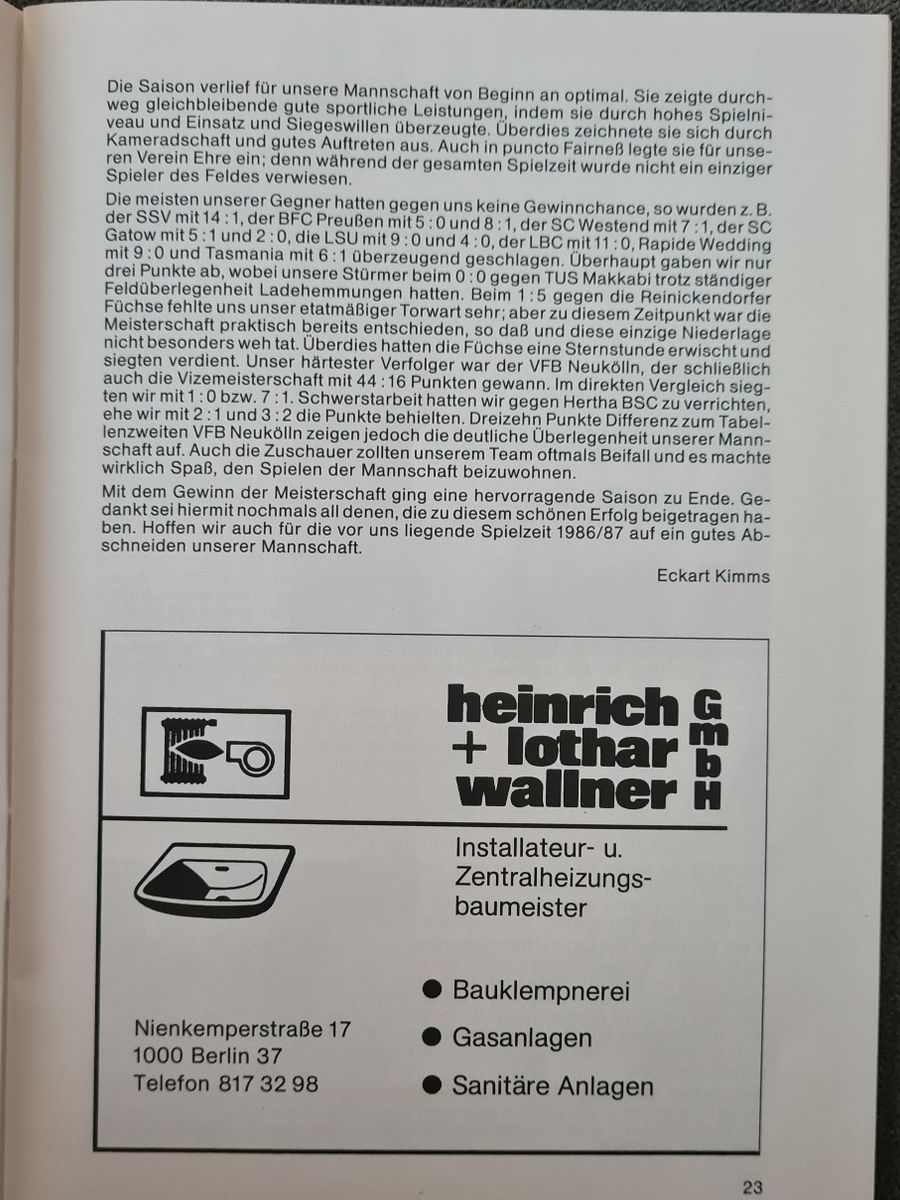 Die Saison verlief für unsere Mannschaft von Beginn an optimal. Sie zeigte durch-
weg gleichbleibende gute sportliche Leistungen, indem sie durch hohes Spielni-
veau und Einsatz und Siegeswillen überzeugte. Überdies zeichnete sie sich durch
Kameradschaft und gutes Auftreten aus. Auch in puncto Fairneß legte sie für unse-
ren Verein Ehre ein; denn während der gesamten Spielzeit wurde nicht ein einziger
Spieler des Feldes verwiesen.
Die meisten unserer Gegner hatten gegen uns keine Gewinnchance, so wurden z. B.
der SSV mit 14 : 1, der BFC Preußen mit 5 : 0 und 8 : 1, der SC Westend mit 7 : 1, der SC
Gatow mit 5 : 1 und 2 : 0, die LSU mit 9 : 0 und 4 : 0, der LBC mit 11 : 0, Rapide Wedding
mit 9 : 0 und Tasmania mit 6 : 1 überzeugend geschlagen. Überhaupt gaben wir nur
drei Punkte ab, wobei unsere Stürmer beim 0 : 0 gegen TUS Makkabi trotz ständiger
Feldüberlegenheit Ladehemmungen hatten. Beim 1 : 5 gegen die Reinickendorfer
Füchse fehlte uns unser etatmäßiger Torwart sehr; aber zu diesem Zeitpunkt war die
Meisterschaft praktisch bereits entschieden, so daß und diese einzige Niederlage
nicht besonders weh tat. Überdies hatten die Füchse eine Sternstunde erwischt und
siegten verdient. Unser härtester Verfolger war der VFB Neukölln, der schließlich
auch die Vizemeisterschaft mit 44 : 16 Punkten gewann. Im direkten Vergleich sieg-
ten wir mit 1 : 0 bzw. 7 : 1. Schwerstarbeit hatten wir gegen Hertha BSC zu verrichten,
ehe wir mit 2 : 1 und 3 : 2 die Punkte behielten. Dreizehn Punkte Differenz zum Tabel-
lenzweiten VFB Neukölln zeigen jedoch die deutliche Überlegenheit unserer Mann-
schaft auf. Auch die Zuschauer zollten unserem Team oftmals Beifall und es machte
wirklich Spaß, den Spielen der Mannschaft beizuwohnen.
Mit dem Gewinn der Meisterschaft ging eine hervorragende Saison zu Ende. Ge-
dankt sei hiermit nochmals all denen, die zu diesem schönen Erfolg beigetragen ha-
ben. Hoffen wir auch für die vor uns liegende Spielzeit 1986/87 auf ein gutes Ab-
schneiden unserer Mannschaft.
Eckart Kimms
heinrich
+ lothar
wallner
GmbH
Installateur- u.
Zentralheizungs-
baumeister
Nienkemperstraße 17
1000 Berlin 37
Telefon 817 32 98
● Bauklempnerei
● Gasanlagen
● Sanitäre Anlagen
23